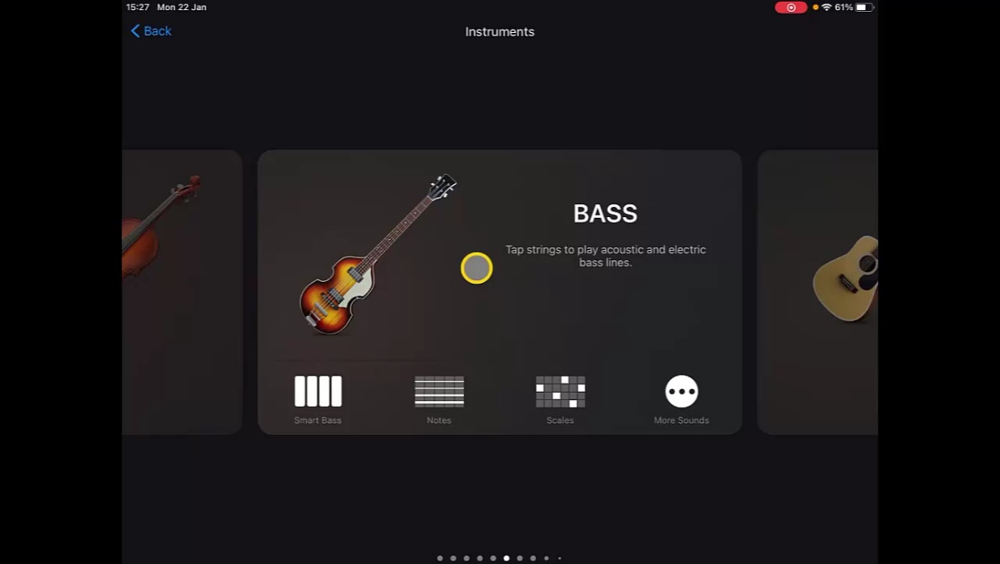 15:27 Mon 22 Jan
61%
Back
Instruments
BASS
Tap strings to play acoustic and electric
bass lines.
Smart Bass
Notes
Scales
More Sounds